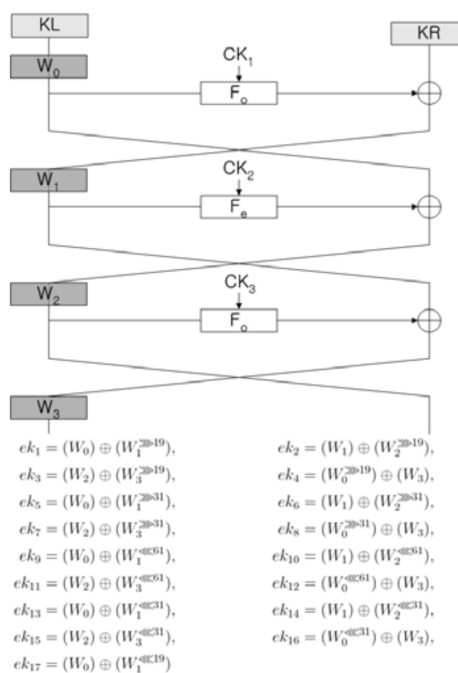 KL
KR
W₀
CK₁
Fₒ
W₁
CK₂
Fₑ
W₂
CK₃
Fₒ
W₃
ek₁ = (W₀) ⊕ (W₁^⋙19), ek₂ = (W₁) ⊕ (W₂^⋙19),
ek₃ = (W₂) ⊕ (W₃^⋙19), ek₄ = (W₀^⋙19) ⊕ (W₃),
ek₅ = (W₀) ⊕ (W₁^⋙31), ek₆ = (W₁) ⊕ (W₂^⋙31),
ek₇ = (W₂) ⊕ (W₃^⋙31), ek₈ = (W₀^⋙31) ⊕ (W₃),
ek₉ = (W₀) ⊕ (W₁^⋘61), ek₁₀ = (W₁) ⊕ (W₂^⋘61),
ek₁₁ = (W₂) ⊕ (W₃^⋘61), ek₁₂ = (W₀^⋘61) ⊕ (W₃),
ek₁₃ = (W₀) ⊕ (W₁^⋘31), ek₁₄ = (W₁) ⊕ (W₂^⋘31),
ek₁₅ = (W₂) ⊕ (W₃^⋘31), ek₁₆ = (W₀^⋘31) ⊕ (W₃),
ek₁₇ = (W₀) ⊕ (W₁^⋘19)